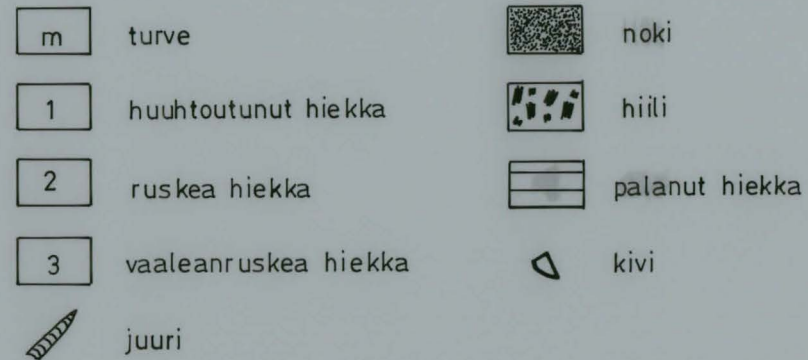 m turve
1 huuhtoutunut hiekka
2 ruskea hiekka
3 vaaleanruskea hiekka
juuri
noki
hiili
palanut hiekka
kivi